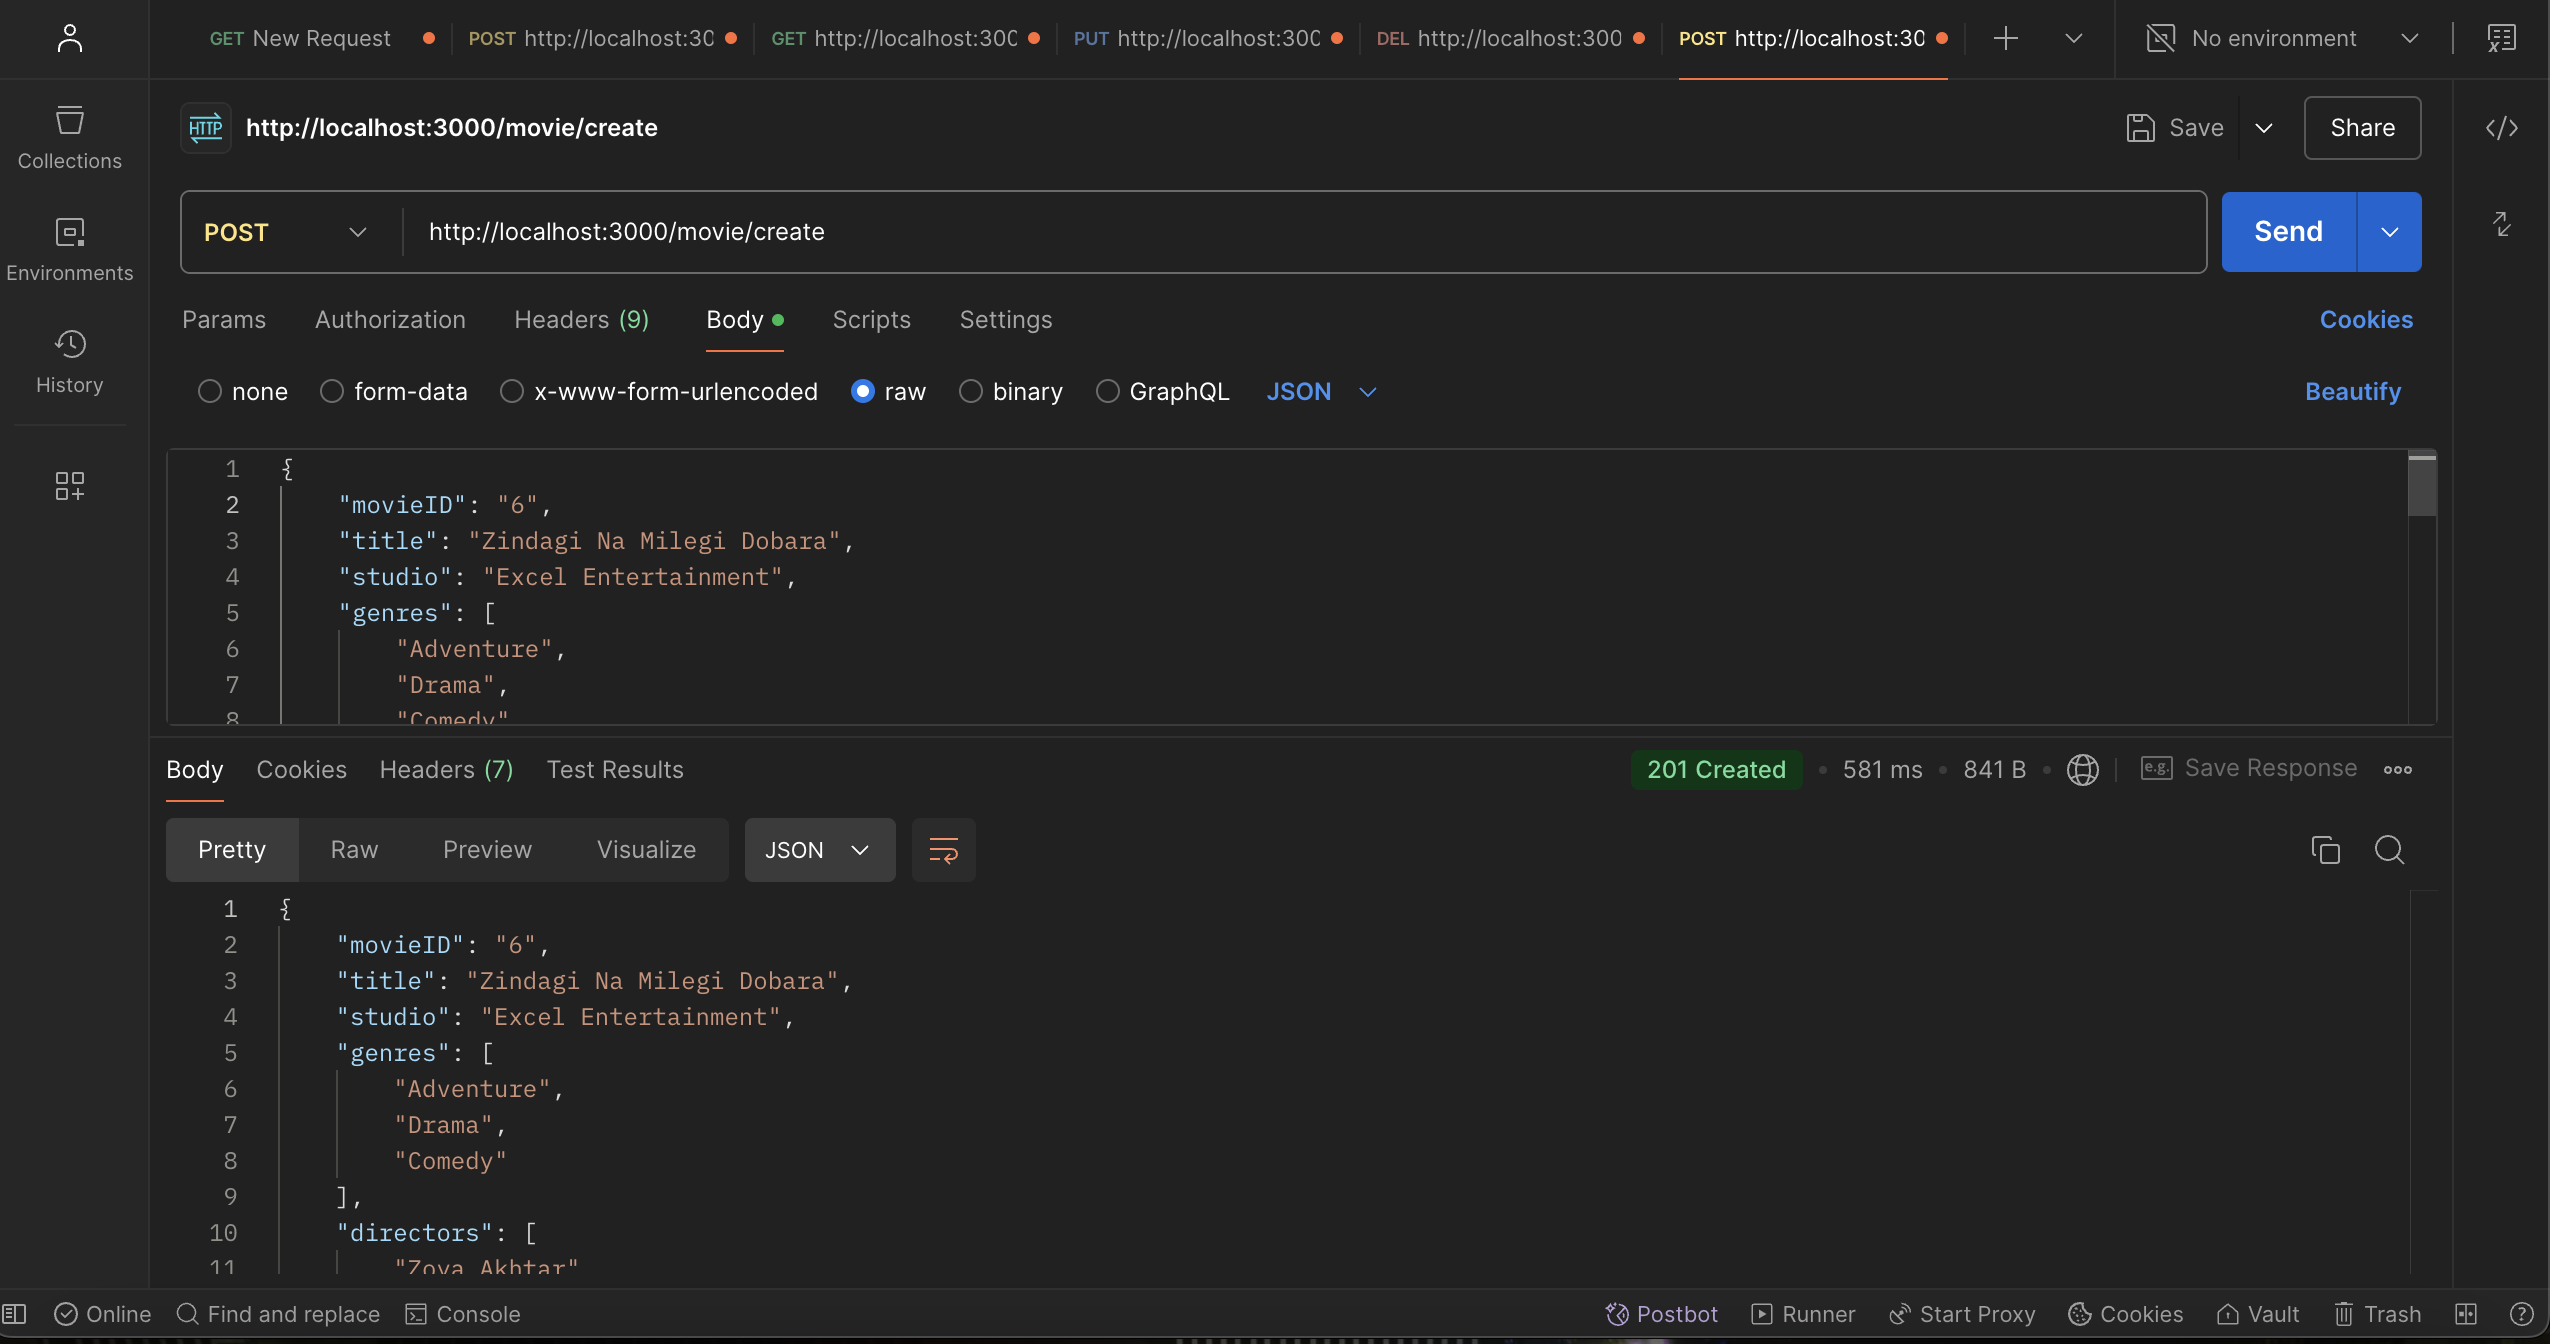 GET New Request
POST http://localhost:30
GET http://localhost:300
PUT http://localhost:300
DEL http://localhost:300
POST http://localhost:30
No environment
Collections
Environments
History
HTTP
http://localhost:3000/movie/create
Save
Share
POST
http://localhost:3000/movie/create
Send
Params Authorization Headers (9) Body Scripts Settings
Cookies
none form-data x-www-form-urlencoded raw binary GraphQL JSON
Beautify
1 {
2 "movieID": "6",
3 "title": "Zindagi Na Milegi Dobara",
4 "studio": "Excel Entertainment",
5 "genres": [
6 "Adventure",
7 "Drama",
8 "Comedy"
Body Cookies Headers (7) Test Results
201 Created 581 ms 841 B
e.g. Save Response
Pretty Raw Preview Visualize JSON
1 {
2 "movieID": "6",
3 "title": "Zindagi Na Milegi Dobara",
4 "studio": "Excel Entertainment",
5 "genres": [
6 "Adventure",
7 "Drama",
8 "Comedy"
9 ],
10 "directors": [
11 "Zoya Akhtar"
Online Find and replace Console
Postbot Runner Start Proxy Cookies Vault Trash